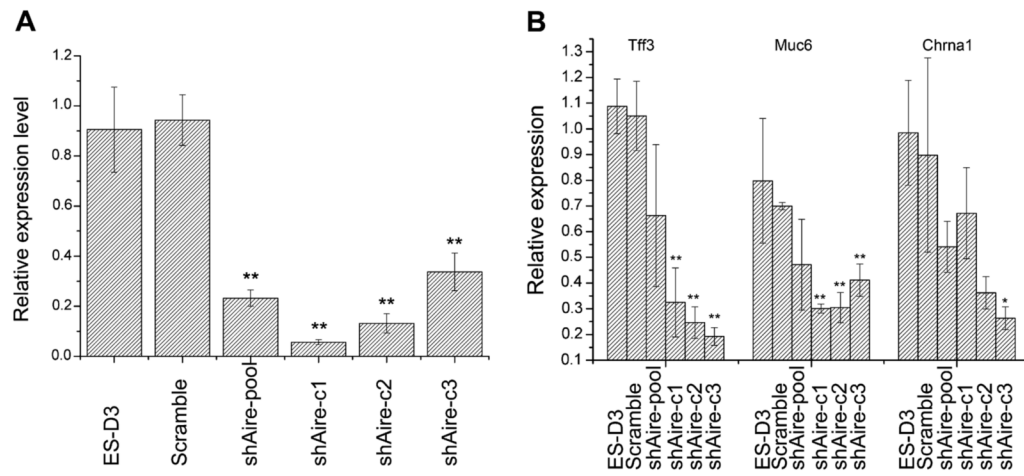 A
Relative expression level
1.2
1.0
0.8
0.6
0.4
0.2
0.0
**
**
**
**
ES-D3
Scramble
shAire-pool
shAire-c1
shAire-c2
shAire-c3
B
Relative expression
1.3
1.2
1.1
1.0
0.9
0.8
0.7
0.6
0.5
0.4
0.3
0.2
0.1
Tff3
Muc6
Chrna1
**
**
**
**
**
**
*
ES-D3
Scramble
shAire-pool
shAire-c1
shAire-c2
shAire-c3
ES-D3
Scramble
shAire-pool
shAire-c1
shAire-c2
shAire-c3
ES-D3
Scramble
shAire-pool
shAire-c1
shAire-c2
shAire-c3